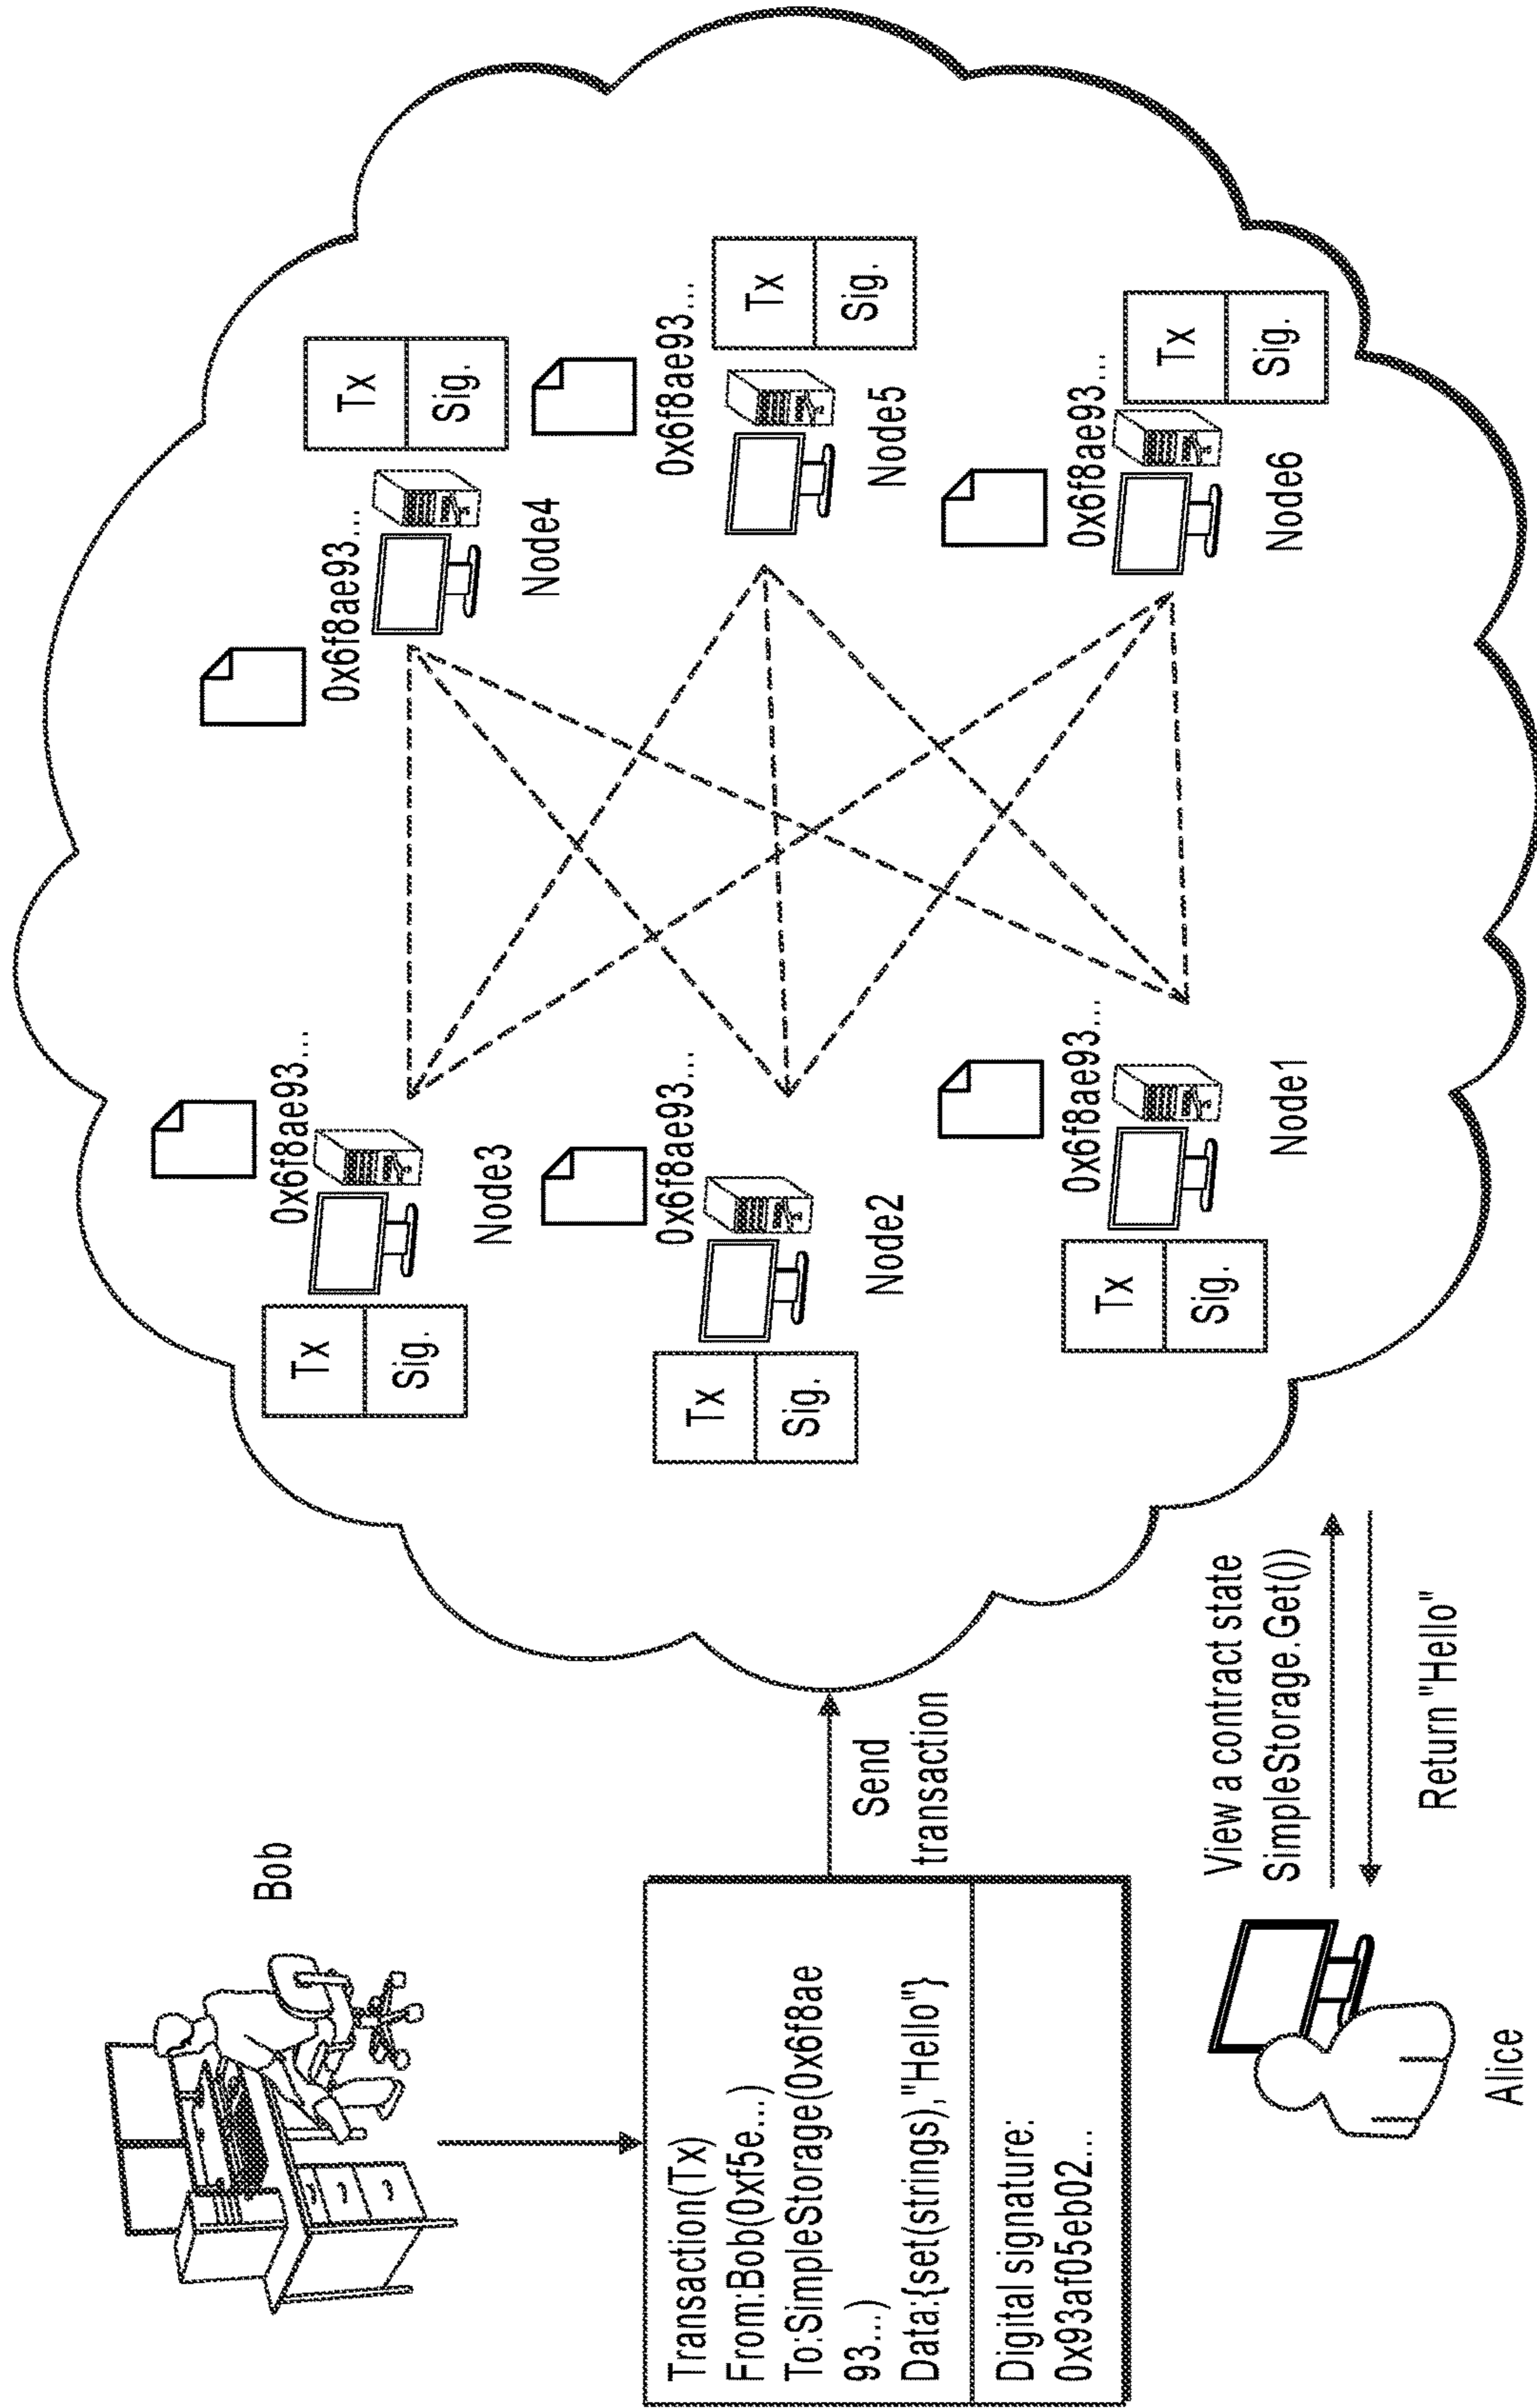 Bob
Transaction(Tx)
From:Bob(0xf5e...)
To:SimpleStorage(0x6f8ae
93...)
Data:{set(strings),"Hello"}
Digital signature:
0x93af05eb02...
Send
transaction
Alice
View a contract state
SimpleStorage.Get())
Return "Hello"
Tx
Sig.
0x6f8ae93...
Node3
Tx
Sig.
0x6f8ae93...
Node2
Tx
Sig.
0x6f8ae93...
Node1
0x6f8ae93...
Tx
Sig.
Node4
0x6f8ae93...
Tx
Sig.
Node5
0x6f8ae93...
Tx
Sig.
Node6